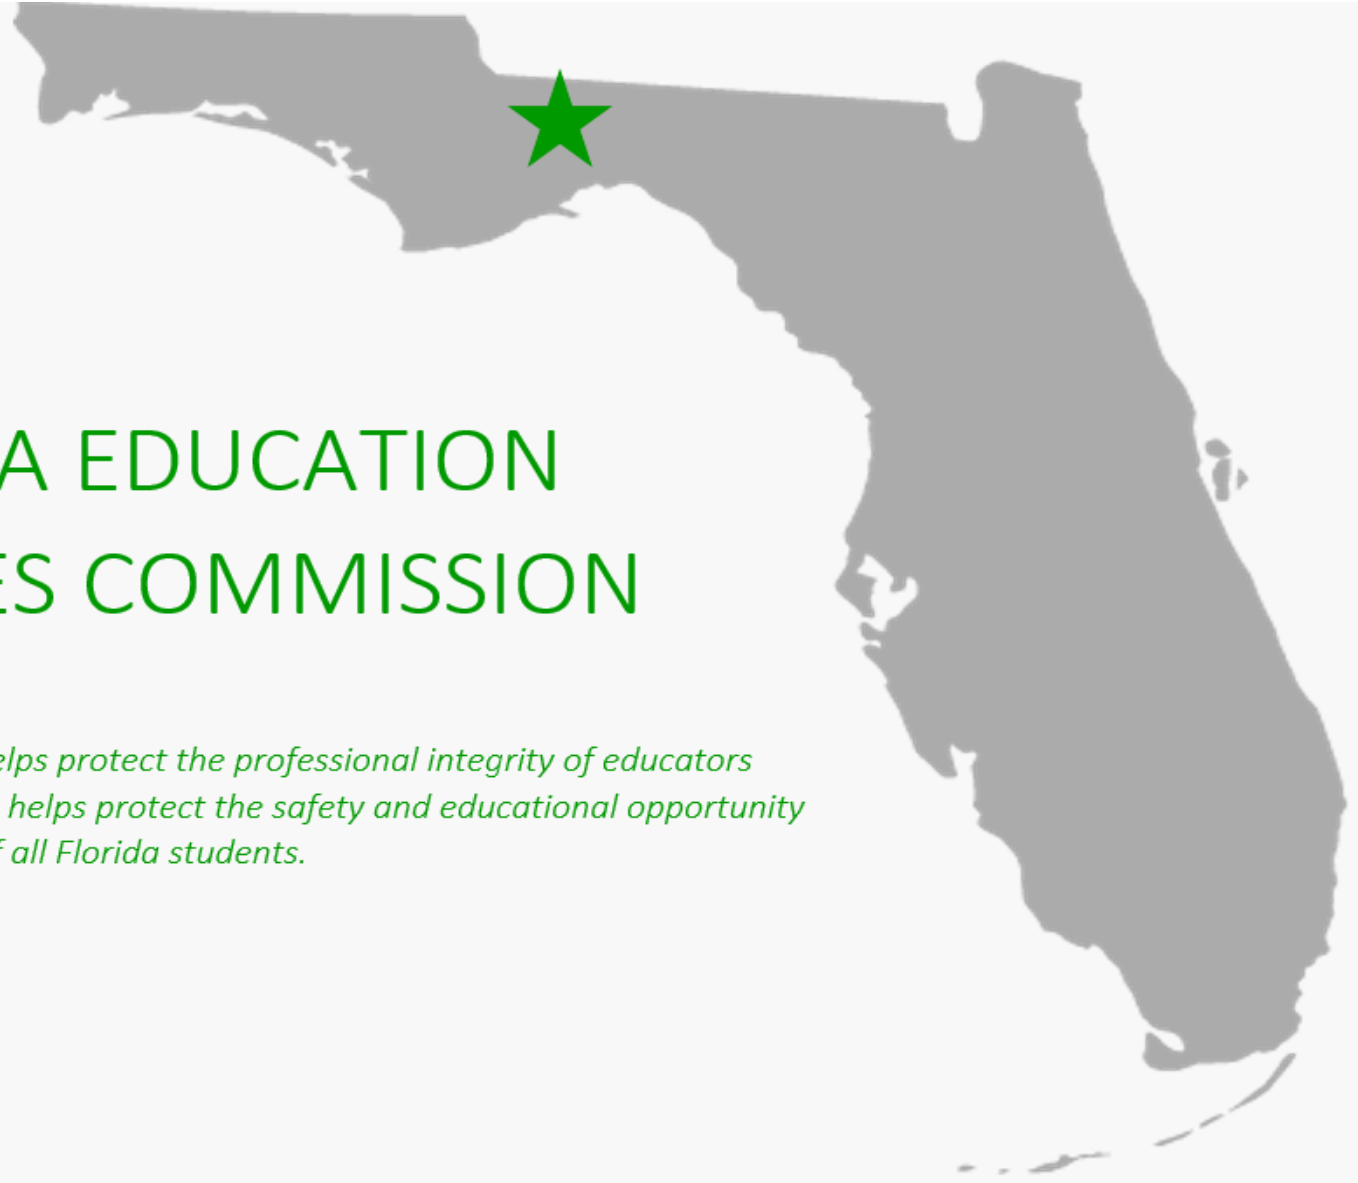 A EDUCATION
ES COMMISSION
elps protect the professional integrity of educators
helps protect the safety and educational opportunity
f all Florida students.